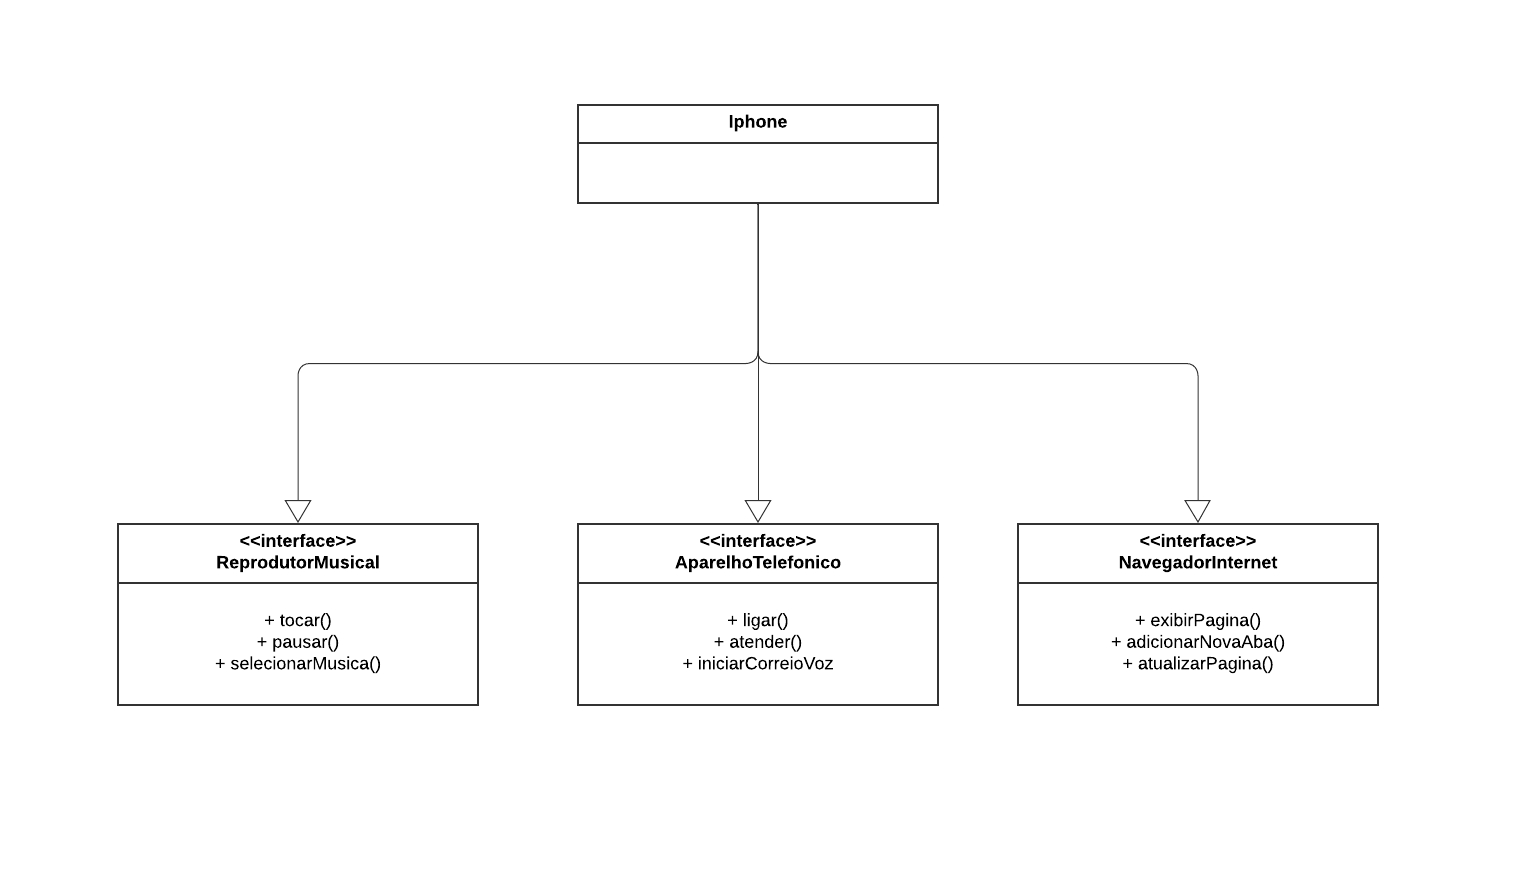 Iphone
<<interface>>
ReprodutorMusical
+ tocar()
+ pausar()
+ selecionarMusica()
<<interface>>
AparelhoTelefonico
+ ligar()
+ atender()
+ iniciarCorreioVoz
<<interface>>
NavegadorInternet
+ exibirPagina()
+ adicionarNovaAba()
+ atualizarPagina()